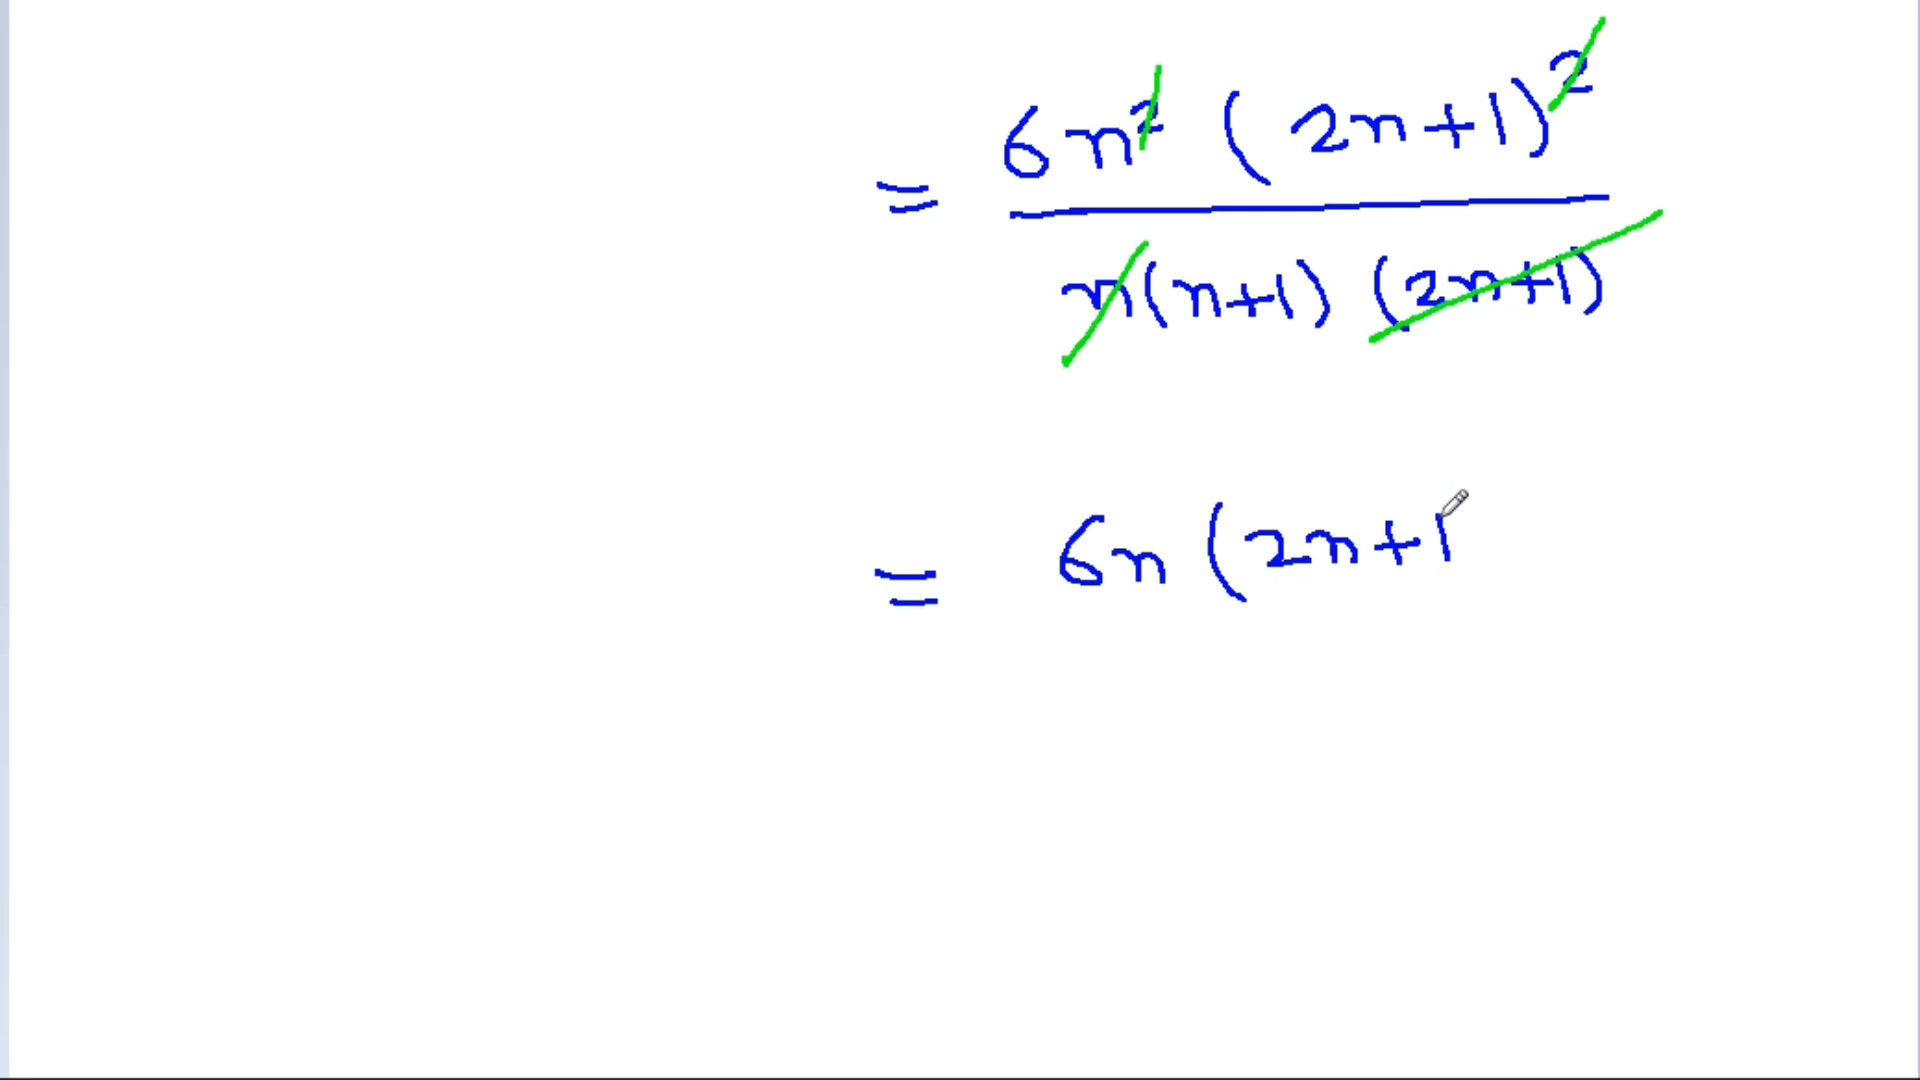 = 6n² (2n+1)²
n(n+1) (2n+1)
= 6n (2n+1